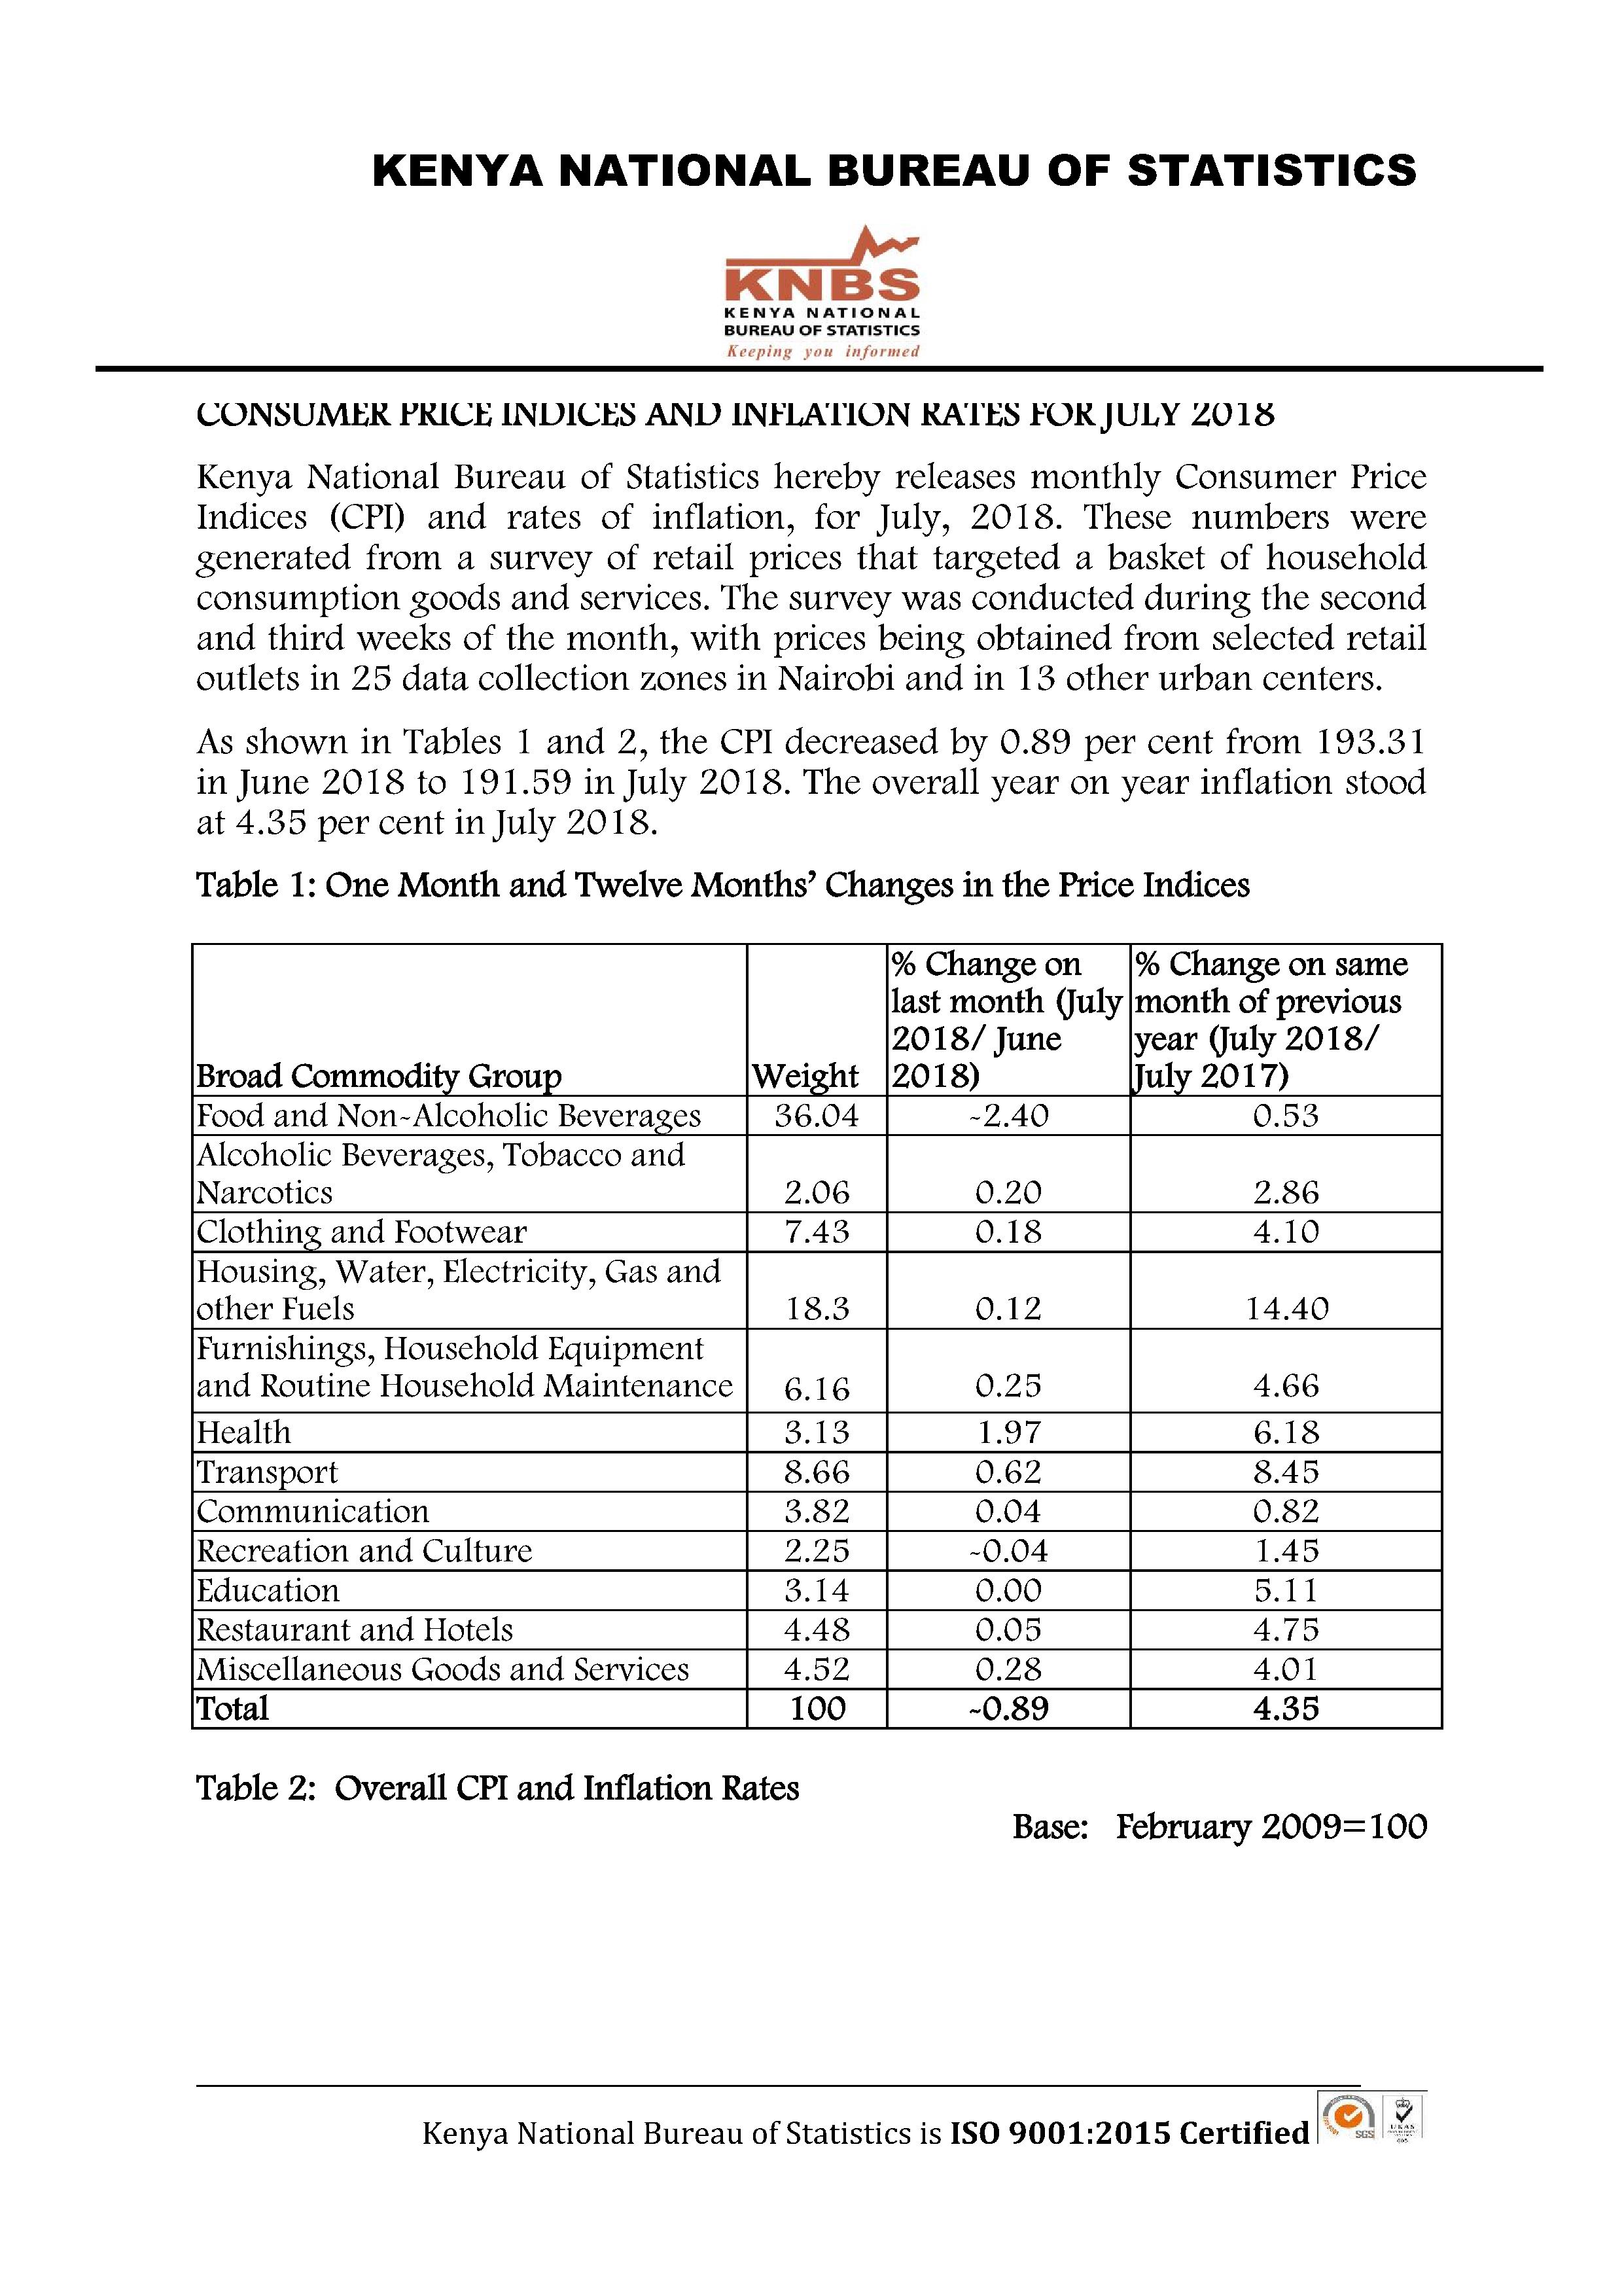 KENYA NATIONAL BUREAU OF STATISTICS
KNBS
KENYA NATIONAL
BUREAU OF STATISTICS
Keeping you informed
CONSUMER PRICE INDICES AND INFLATION RATES FOR JULY 2018
Kenya National Bureau of Statistics hereby releases monthly Consumer Price
Indices (CPI) and rates of inflation, for July, 2018. These numbers were
generated from a survey of retail prices that targeted a basket of household
consumption goods and services. The survey was conducted during the second
and third weeks of the month, with prices being obtained from selected retail
outlets in 25 data collection zones in Nairobi and in 13 other urban centers.
As shown in Tables 1 and 2, the CPI decreased by 0.89 per cent from 193.31
in June 2018 to 191.59 in July 2018. The overall year on year inflation stood
at 4.35 per cent in July 2018.
Table 1: One Month and Twelve Months’ Changes in the Price Indices
Broad Commodity Group Weight % Change on last month (July 2018/ June 2018) % Change on same month of previous year (July 2018/ July 2017)
Food and Non-Alcoholic Beverages 36.04 -2.40 0.53
Alcoholic Beverages, Tobacco and
Narcotics 2.06 0.20 2.86
Clothing and Footwear 7.43 0.18 4.10
Housing, Water, Electricity, Gas and
other Fuels 18.3 0.12 14.40
Furnishings, Household Equipment
and Routine Household Maintenance 6.16 0.25 4.66
Health 3.13 1.97 6.18
Transport 8.66 0.62 8.45
Communication 3.82 0.04 0.82
Recreation and Culture 2.25 -0.04 1.45
Education 3.14 0.00 5.11
Restaurant and Hotels 4.48 0.05 4.75
Miscellaneous Goods and Services 4.52 0.28 4.01
Total 100 -0.89 4.35
Table 2: Overall CPI and Inflation Rates
Base: February 2009=100
Kenya National Bureau of Statistics is ISO 9001:2015 Certified
SGS
UKAS